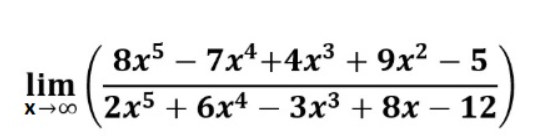 lim x→∞ ( (8x⁵ − 7x⁴+4x³ + 9x² − 5) / (2x⁵ + 6x⁴ − 3x³ + 8x − 12) )